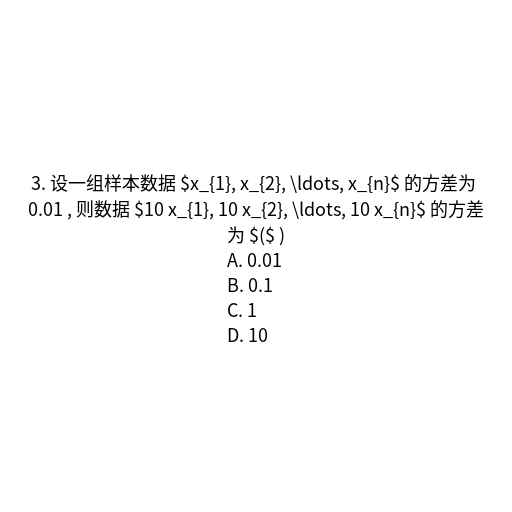 3. 设一组样本数据 $x_{1}, x_{2}, \ldots, x_{n}$ 的方差为
0.01 , 则数据 $10 x_{1}, 10 x_{2}, \ldots, 10 x_{n}$ 的方差
为 $($ )
A. 0.01
B. 0.1
C. 1
D. 10